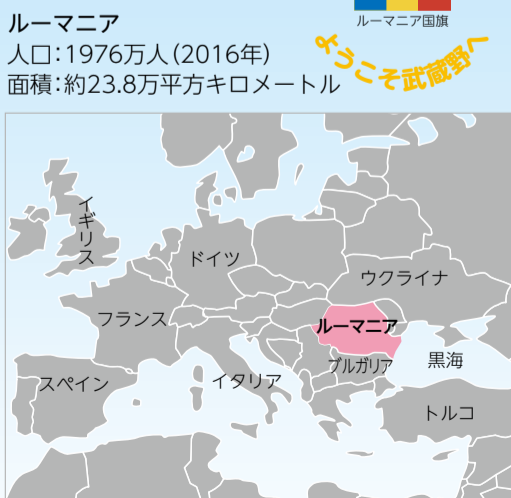 ルーマニア
人口：1976万人（2016年）
面積：約23.8万平方キロメートル
ルーマニア国旗
ようこそ武蔵野へ
イギリス
ドイツ
ウクライナ
フランス
ルーマニア
ブルガリア
黒海
スペイン
イタリア
トルコ